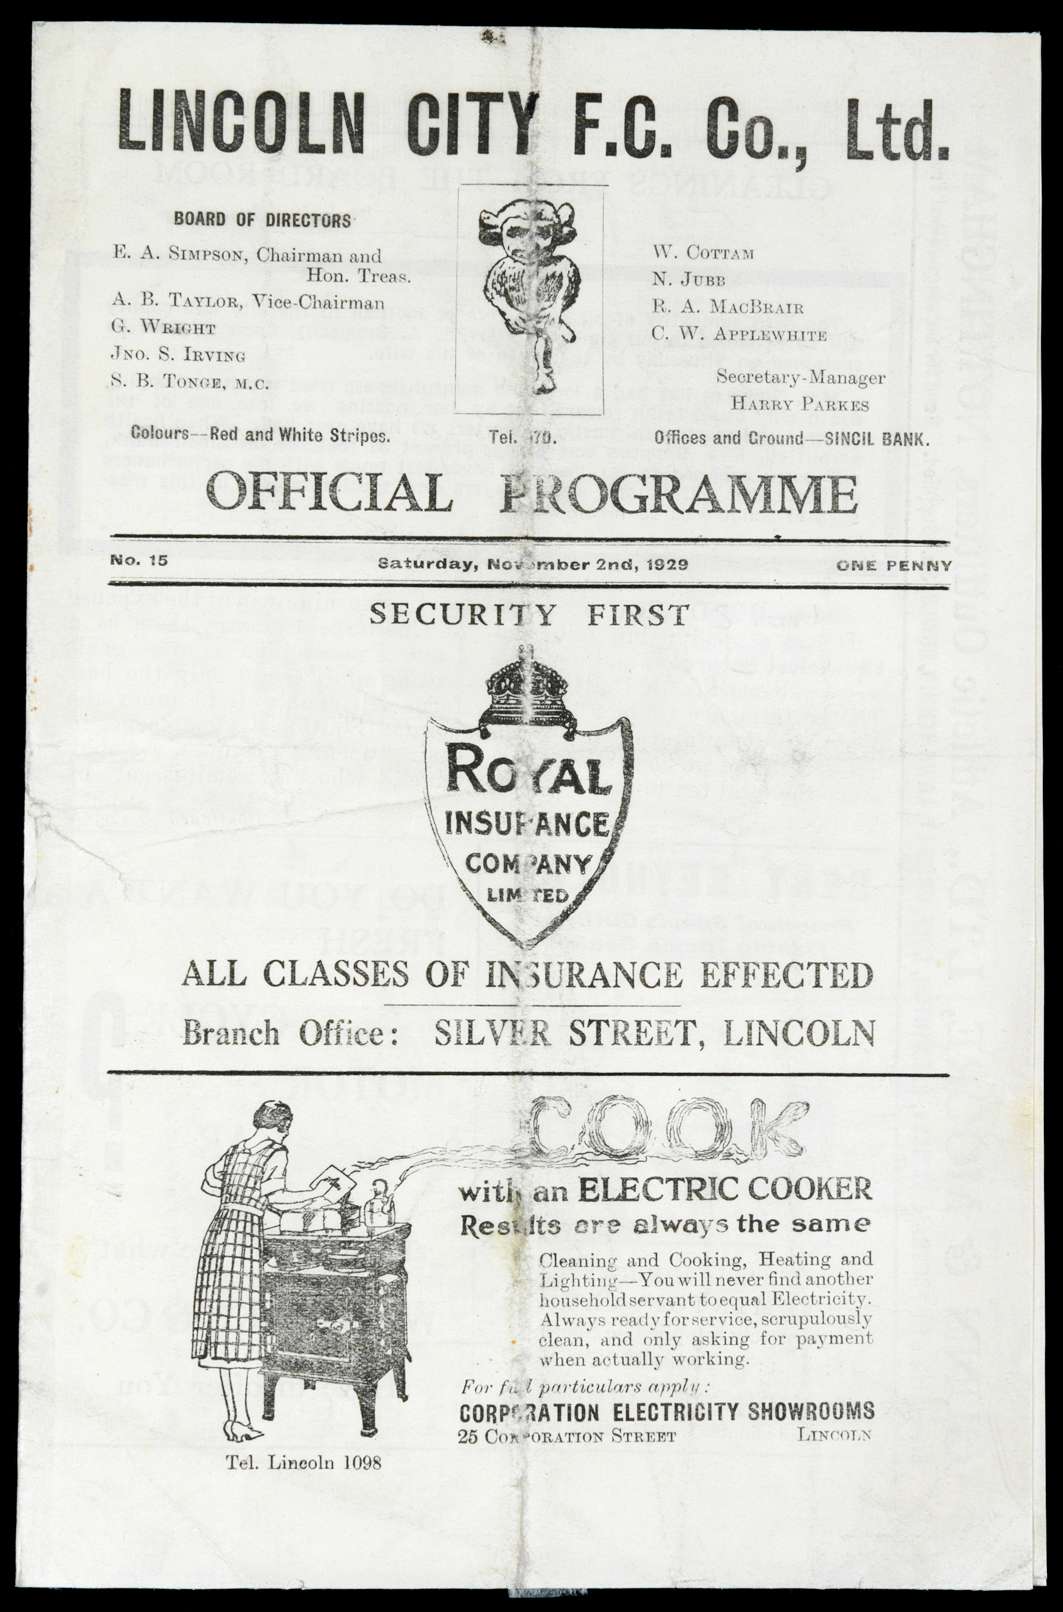 LINCOLN CITY F.C. Co., Ltd.
BOARD OF DIRECTORS
E. A. SIMPSON, Chairman and
Hon. Treas.
A. B. TAYLOR, Vice-Chairman
G. WRIGHT
JNO. S. IRVING
S. B. TONGE, M.C.
W. COTTAM
N. JUBB
R. A. MACBRAIR
C. W. APPLEWHITE
Secretary-Manager
HARRY PARKES
Colours—Red and White Stripes.
Tel.
Offices and Ground—SINCIL BANK.
OFFICIAL PROGRAMME
No. 15
Saturday, November 2nd, 1929
ONE PENNY
SECURITY FIRST
ROYAL
INSURANCE
COMPANY
LIMITED
ALL CLASSES OF INSURANCE EFFECTED
Branch Office: SILVER STREET, LINCOLN
COOK
with an ELECTRIC COOKER
Results are always the same
Cleaning and Cooking, Heating and
Lighting—You will never find another
household servant to equal Electricity.
Always ready for service, scrupulously
clean, and only asking for payment
when actually working.
For full particulars apply:
CORPORATION ELECTRICITY SHOWROOMS
25 CORPORATION STREET LINCOLN
Tel. Lincoln 1098